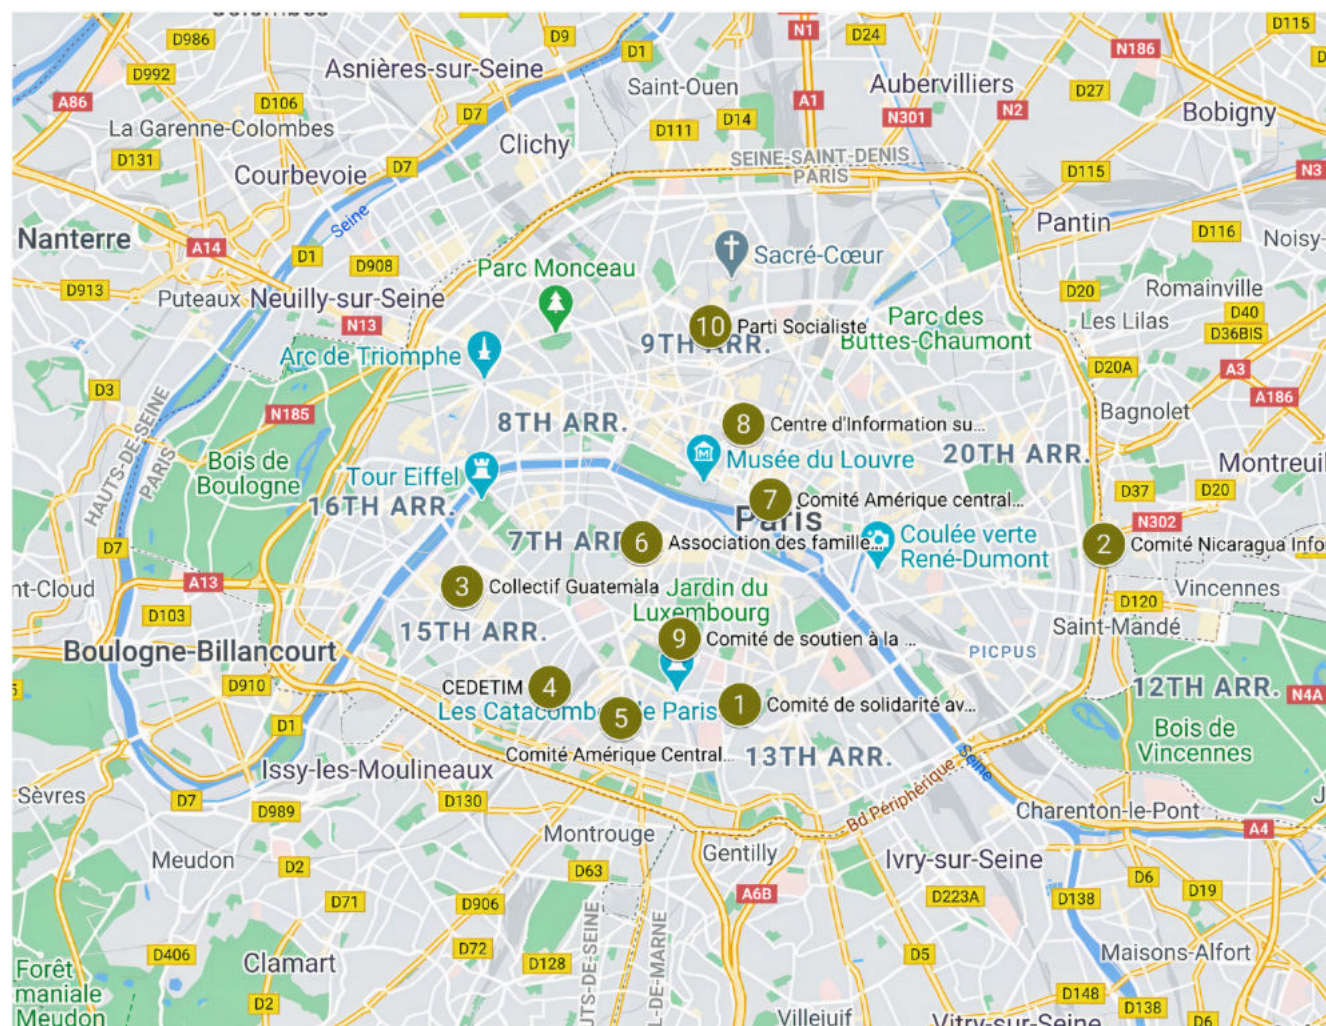 D986
D9
D1
N1
D24
D115
N186
D992
Asnières-sur-Seine
Saint-Ouen
Aubervilliers
A86
D106
D7
A1
D27
N2
Bobigny
La Garenne-Colombes
D111
D14
N301
D131
Clichy
SEINE-SAINT-DENIS
PARIS
D7
Courbevoie
D115
N3
Seine
Nanterre
A14
Pantin
D116
Noisy-
D1
D908
Sacré-Cœur
Parc Monceau
D913
Puteaux
Neuilly-sur-Seine
D20
Romainville
N13
10
Parti Socialiste
Parc des
Buttes-Chaumont
Les Lilas
D40
D36BIS
9TH ARR.
Arc de Triomphe
D20A
A3
D3
A186
N185
Bagnolet
8TH ARR.
8
Centre d'Information su...
20TH ARR.
HAUTS-DE-SEINE
PARIS
Bois de
Boulogne
Tour Eiffel
Musée du Louvre
Montreuil
16TH ARR.
7
Comité Amérique central...
D37
D20
Paris
N302
D7
7TH ARR
6
Association des famille...
Coulée verte
René-Dumont
2
Comité Nicaragua Info
nt-Cloud
A13
3
Collectif Guatemala
Jardin du
Luxembourg
Vincennes
D103
D120
15TH ARR.
9
Comité de soutien à la ...
Saint-Mandé
Boulogne-Billancourt
PICPUS
D910
CEDETIM
4
12TH ARR.
N4A
Les Catacombes de Paris
5
1
Comité de solidarité av...
D1
Comité Amérique Central...
13TH ARR.
Bois de
Vincennes
Issy-les-Moulineaux
Seine
Sèvres
D7
D989
D130
Bd Périphérique
Charenton-le-Pont
Montrouge
A4
Meudon
D2
Gentilly
Ivry-sur-Seine
D63
D6
D71
D906
A6B
D223A
D138
D19
D72
D406
Clamart
D128
D5
Maisons-Alfort
Forêt
maniale
Meudon
D2
UTS-DE-SEINE
L-DE-MARNE
D148
D138
D6
Villejuif
Vitry-sur-Seine